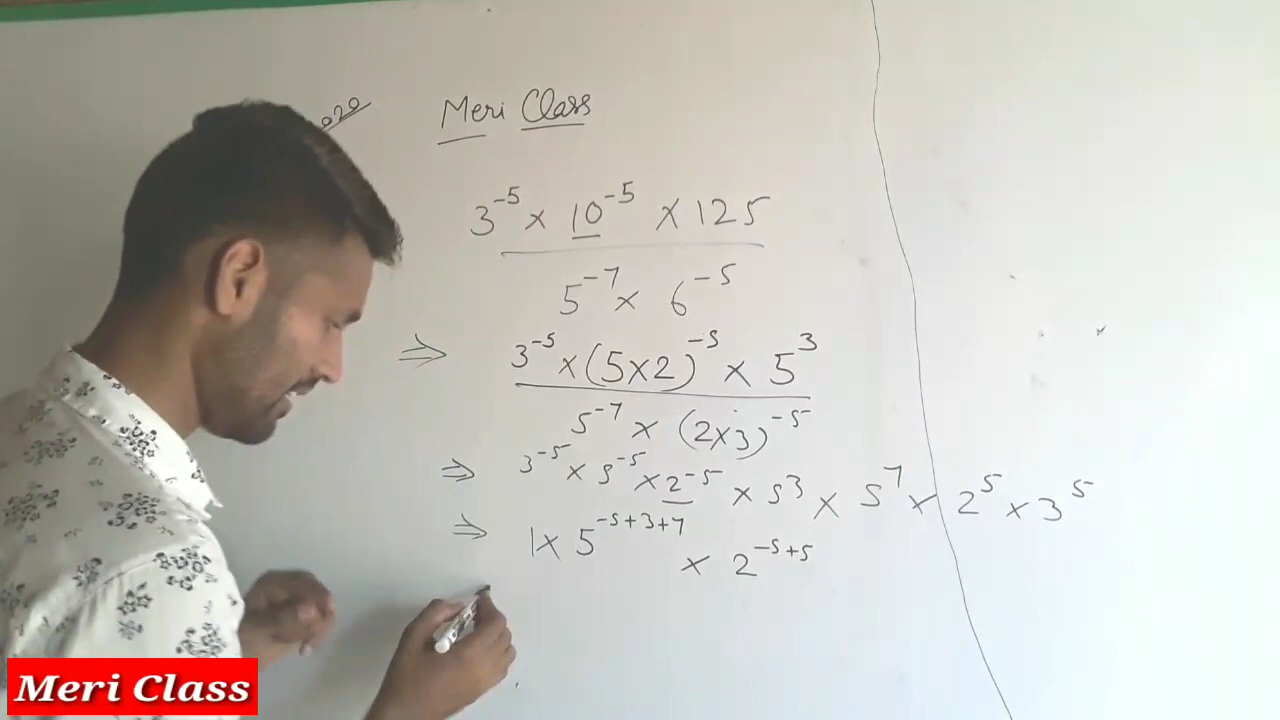 020
Meri Class
3⁻⁵ × 10⁻⁵ × 125
5⁻⁷ × 6⁻⁵
⇒ 3⁻⁵ × (5×2)⁻⁵ × 5³
5⁻⁷ × (2×3)⁻⁵
⇒ 3⁻⁵ × 5⁻⁵ × 2⁻⁵ × 5³ × 5⁷ × 2⁵ × 3⁵
⇒ 1× 5⁻⁵⁺³⁺⁷ × 2⁻⁵⁺⁵
Meri Class